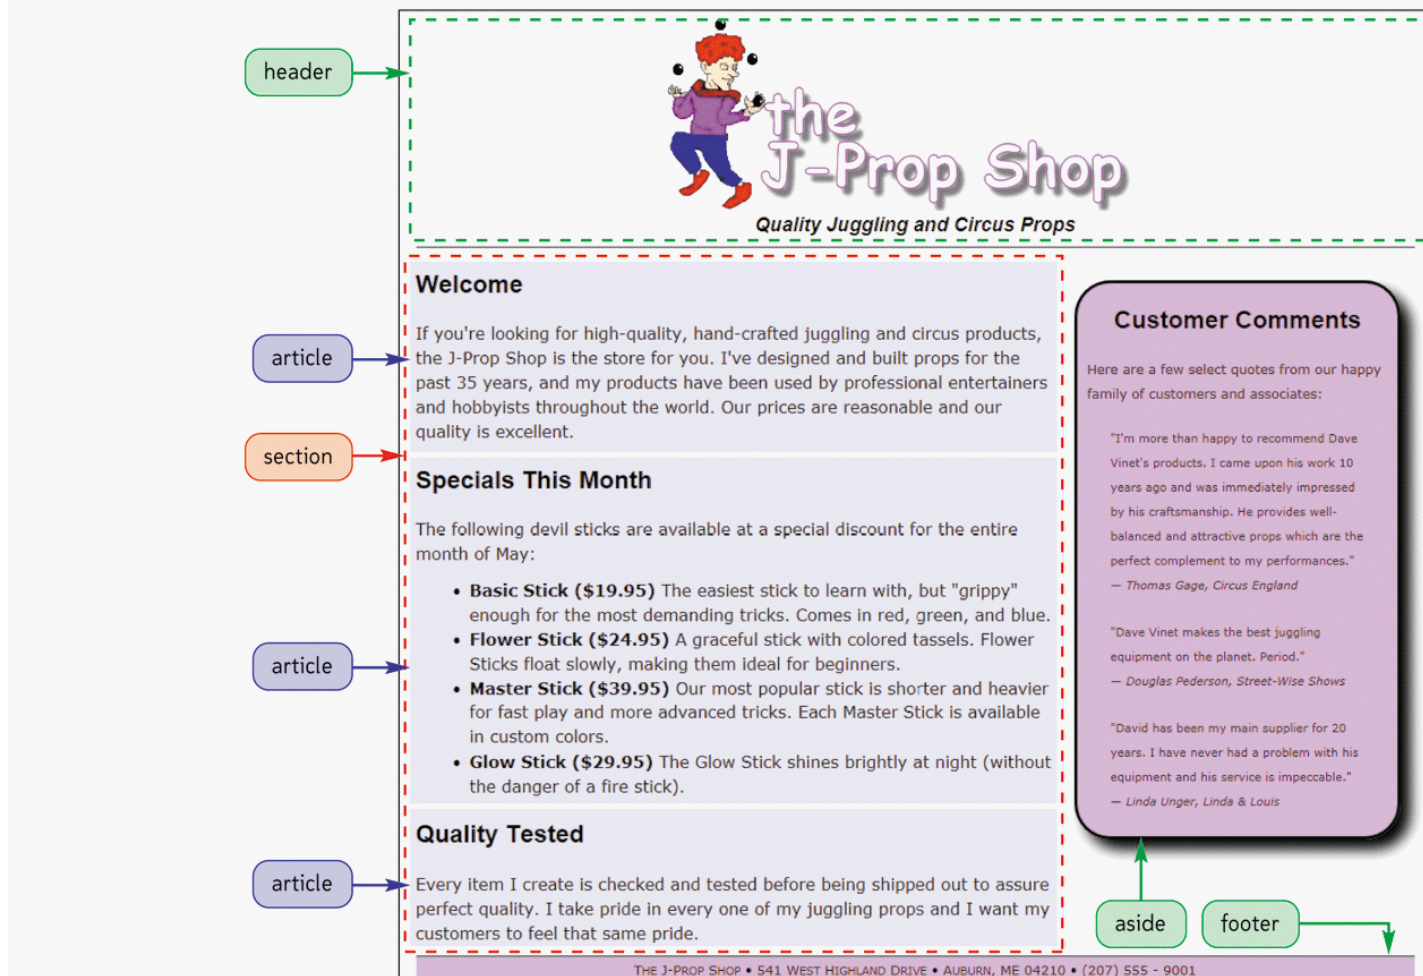 header
the
J-Prop Shop
Quality Juggling and Circus Props
article
section
article
article
Welcome
If you're looking for high-quality, hand-crafted juggling and circus products,
the J-Prop Shop is the store for you. I've designed and built props for the
past 35 years, and my products have been used by professional entertainers
and hobbyists throughout the world. Our prices are reasonable and our
quality is excellent.
Specials This Month
The following devil sticks are available at a special discount for the entire
month of May:
• Basic Stick ($19.95) The easiest stick to learn with, but "grippy"
enough for the most demanding tricks. Comes in red, green, and blue.
• Flower Stick ($24.95) A graceful stick with colored tassels. Flower
Sticks float slowly, making them ideal for beginners.
• Master Stick ($39.95) Our most popular stick is shorter and heavier
for fast play and more advanced tricks. Each Master Stick is available
in custom colors.
• Glow Stick ($29.95) The Glow Stick shines brightly at night (without
the danger of a fire stick).
Quality Tested
Every item I create is checked and tested before being shipped out to assure
perfect quality. I take pride in every one of my juggling props and I want my
customers to feel that same pride.
Customer Comments
Here are a few select quotes from our happy
family of customers and associates:
"I'm more than happy to recommend Dave
Vinet's products. I came upon his work 10
years ago and was immediately impressed
by his craftsmanship. He provides well-
balanced and attractive props which are the
perfect complement to my performances."
— Thomas Gage, Circus England
"Dave Vinet makes the best juggling
equipment on the planet. Period."
— Douglas Pederson, Street-Wise Shows
"David has been my main supplier for 20
years. I have never had a problem with his
equipment and his service is impeccable."
— Linda Unger, Linda & Louis
aside
footer
THE J-PROP SHOP • 541 WEST HIGHLAND DRIVE • AUBURN, ME 04210 • (207) 555 - 9001